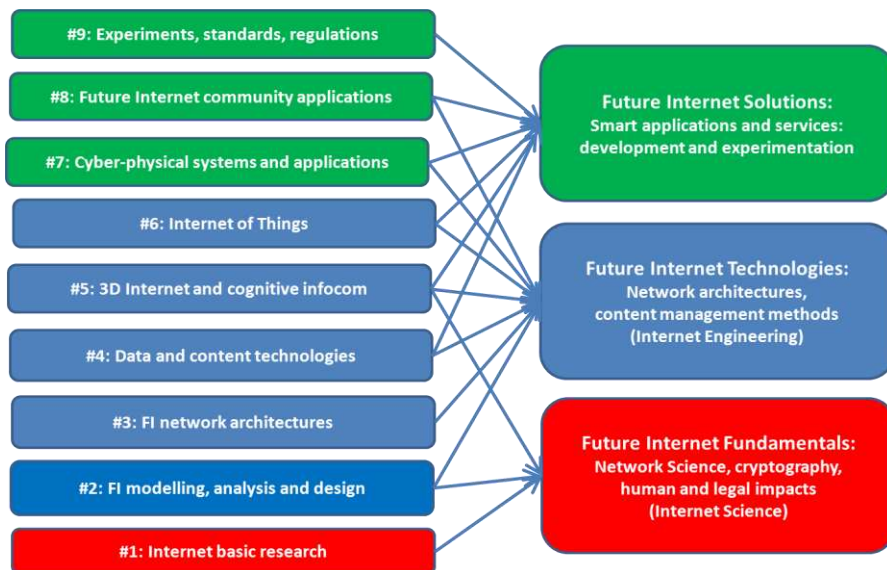 #9: Experiments, standards, regulations
#8: Future Internet community applications
#7: Cyber-physical systems and applications
#6: Internet of Things
#5: 3D Internet and cognitive infocom
#4: Data and content technologies
#3: FI network architectures
#2: FI modelling, analysis and design
#1: Internet basic research
Future Internet Solutions:
Smart applications and services:
development and experimentation
Future Internet Technologies:
Network architectures,
content management methods
(Internet Engineering)
Future Internet Fundamentals:
Network Science, cryptography,
human and legal impacts
(Internet Science)